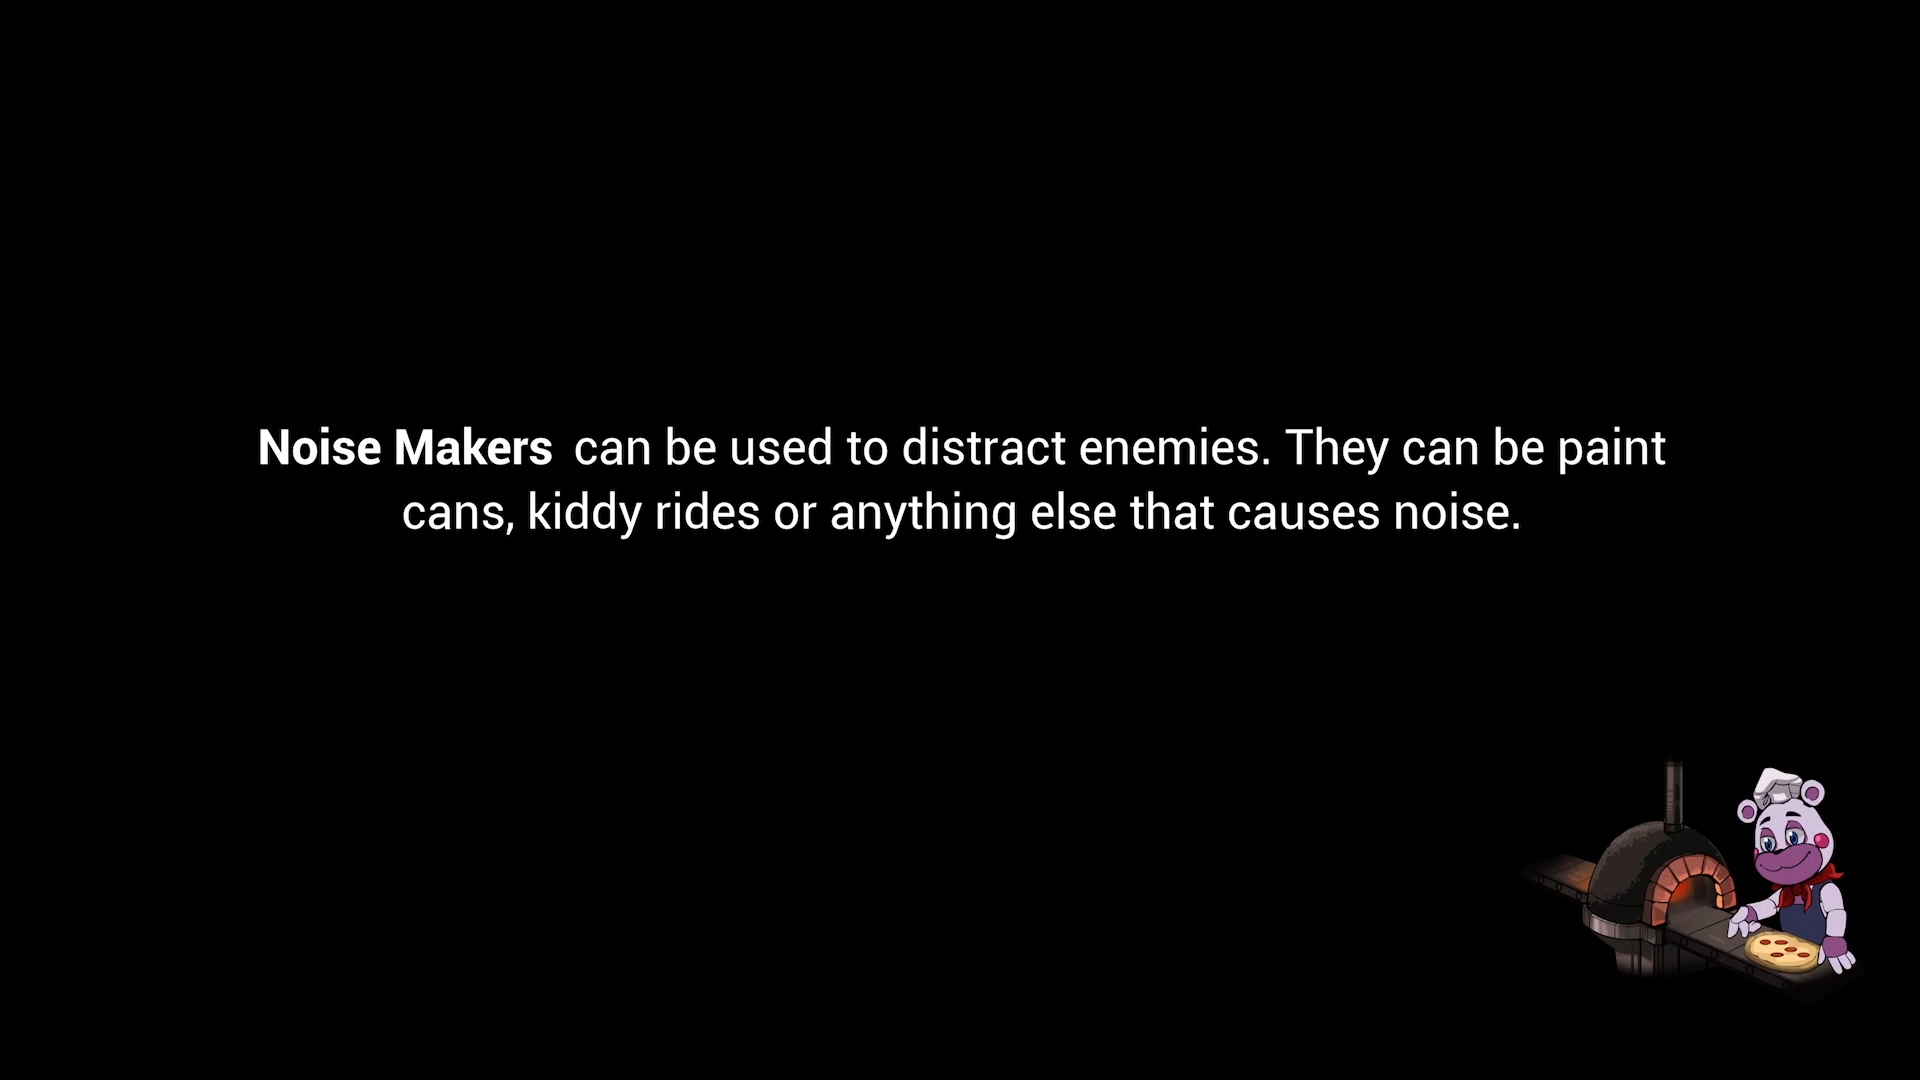 Noise Makers can be used to distract enemies. They can be paint
cans, kiddy rides or anything else that causes noise.